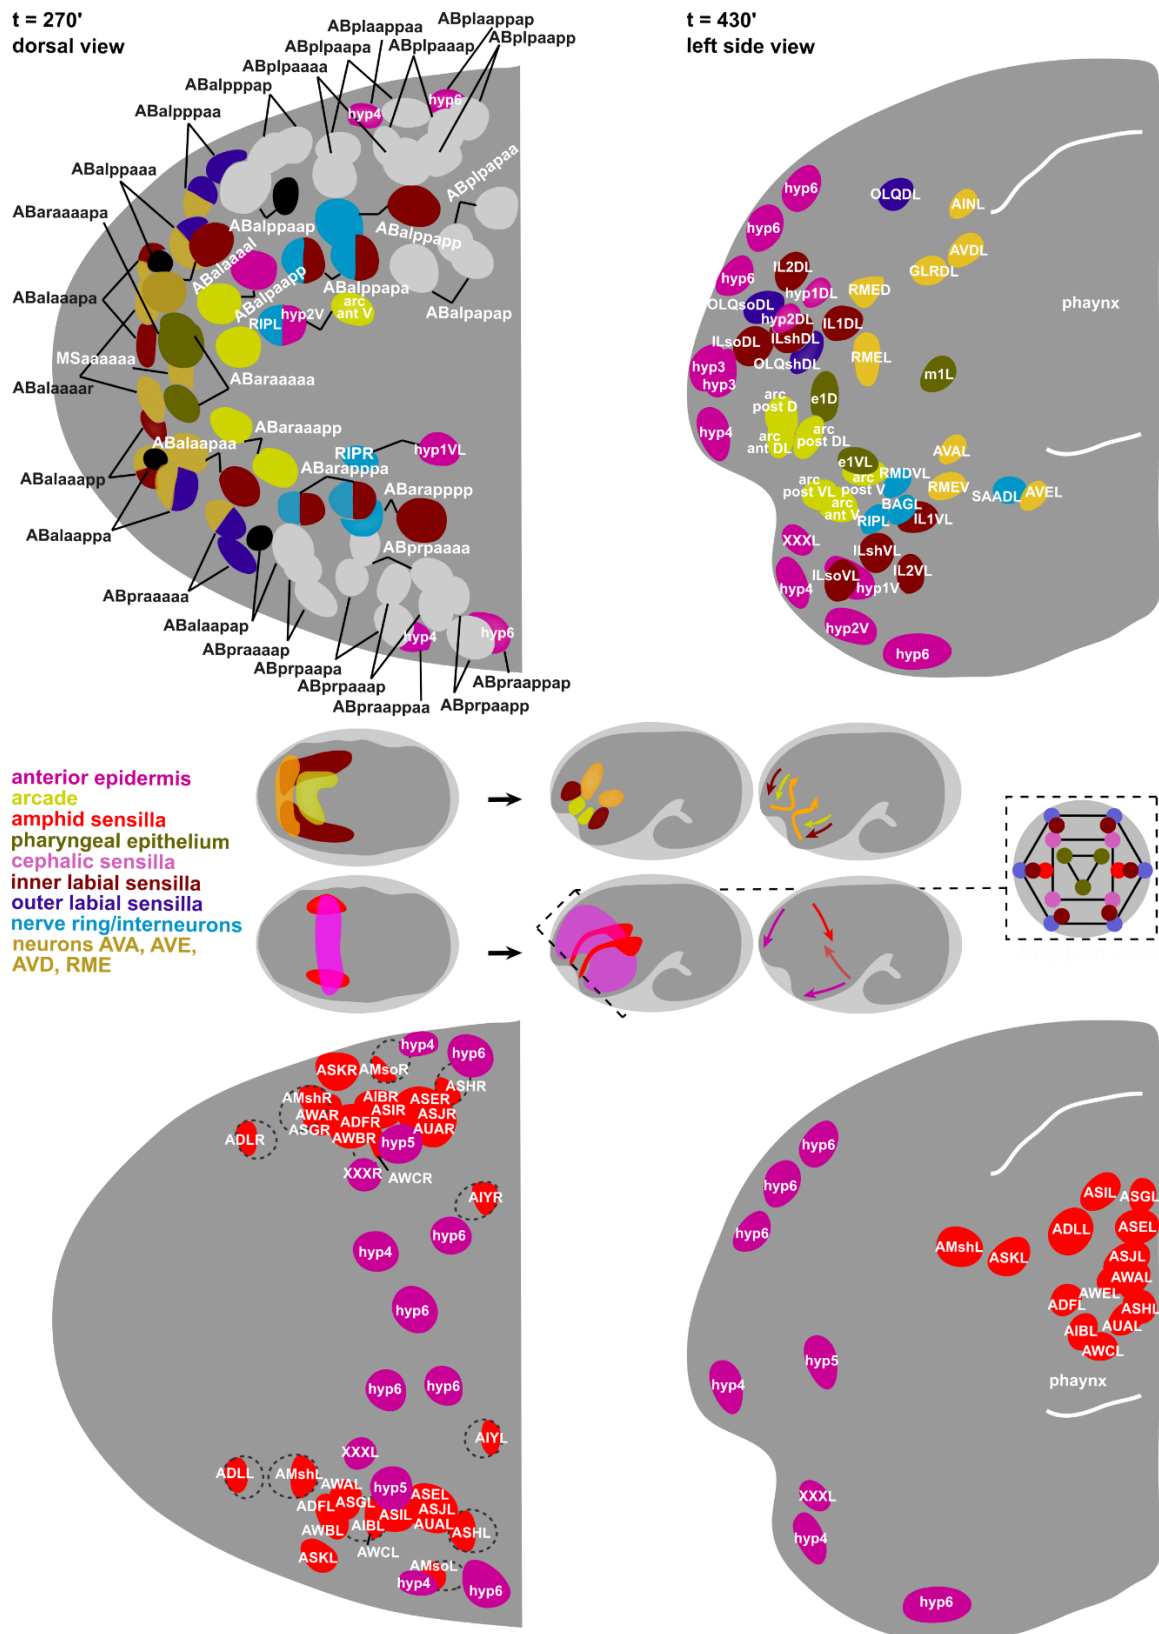 t = 270'
dorsal view
t = 430'
left side view
ABplaappap
ABplaappaa
ABplpaapp
ABplpaaap
ABplpaapa
ABplpaaaa
ABalpppap
ABalpppaa
ABalppaaa
ABaraaaapa
ABalaaapa
MSaaaaaa
ABalaaaar
ABalaaapp
ABalaappa
ABpraaaaa
ABalaapap
ABpraaaap
ABprpaapa
ABprpaaap
ABpraappaa
ABprpaapp
ABpraappap
hyp4
hyp6
ABplpapaa
ABalppaap
ABalppapp
ABalaaaal
ABalpaapp
ABalppapa
arc
ant V
hyp2V
RIPL
ABalpapap
ABaraaaaa
ABaraaapp
ABalaapaa
RIPR
hyp1VL
ABarapppa
ABarapppp
ABprpaaaa
hyp4
hyp6
hyp6
OLQDL
AINL
hyp6
AVDL
IL2DL
hyp6
GLRDL
hyp1DL
RMED
OLQsoDL
phaynx
hyp2DL
IL1DL
ILsoDL
ILshDL
OLQshDL
RMEL
hyp3
hyp3
m1L
arc
post D
e1D
hyp4
arc
ant DL
arc
post DL
AVAL
e1VL
arc
post V
RMDVL
arc
post VL
RMEV
SAADL
AVEL
arc
ant V
BAGL
RIPL
IL1VL
XXXL
ILshVL
ILsoVL
IL2VL
hyp4
hyp1V
hyp2V
hyp6
anterior epidermis
arcade
amphid sensilla
pharyngeal epithelium
cephalic sensilla
inner labial sensilla
outer labial sensilla
nerve ring/interneurons
neurons AVA, AVE,
AVD, RME
hyp4
hyp6
ASKR
AMsoR
ASHR
AMshR
AIBR
ASER
AWAR
ASIR
ASJR
ADFR
ASGR
AUAR
AWBR
hyp5
ADLR
XXXR
AWCR
AIYR
hyp6
hyp4
hyp6
hyp6
hyp6
AIYL
XXXL
ADLL
AMshL
AWAL
hyp5
ASEL
ADFL
ASGL
ASJL
ASIL
AWBL
AIBL
AUAL
ASHL
AWCL
ASKL
AMsoL
hyp4
hyp6
hyp6
hyp6
ASIL
ASGL
hyp6
ADLL
ASEL
AMshL
ASKL
ASJL
AWAL
AWEL
ADFL
ASHL
AIBL
AUAL
AWCL
hyp5
hyp4
phaynx
XXXL
hyp4
hyp6